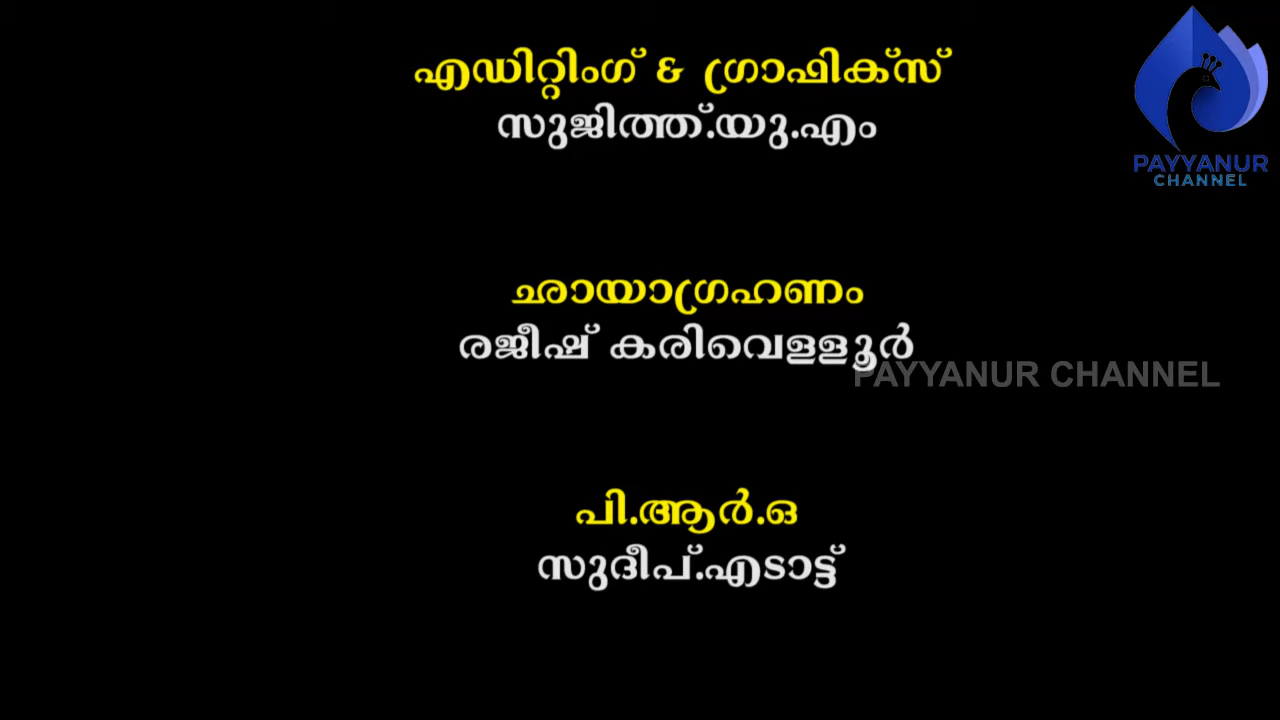 എഡിറ്റിംഗ് & ഗ്രാഫിക്സ്
സുജിത്ത്.യു.എം
PAYYANUR
CHANNEL
ഛായാഗ്രഹണം
രജീഷ് കരിവെള്ളൂർ
PAYYANUR CHANNEL
പി.ആർ.ഒ
സുദീപ്.എടാട്ട്